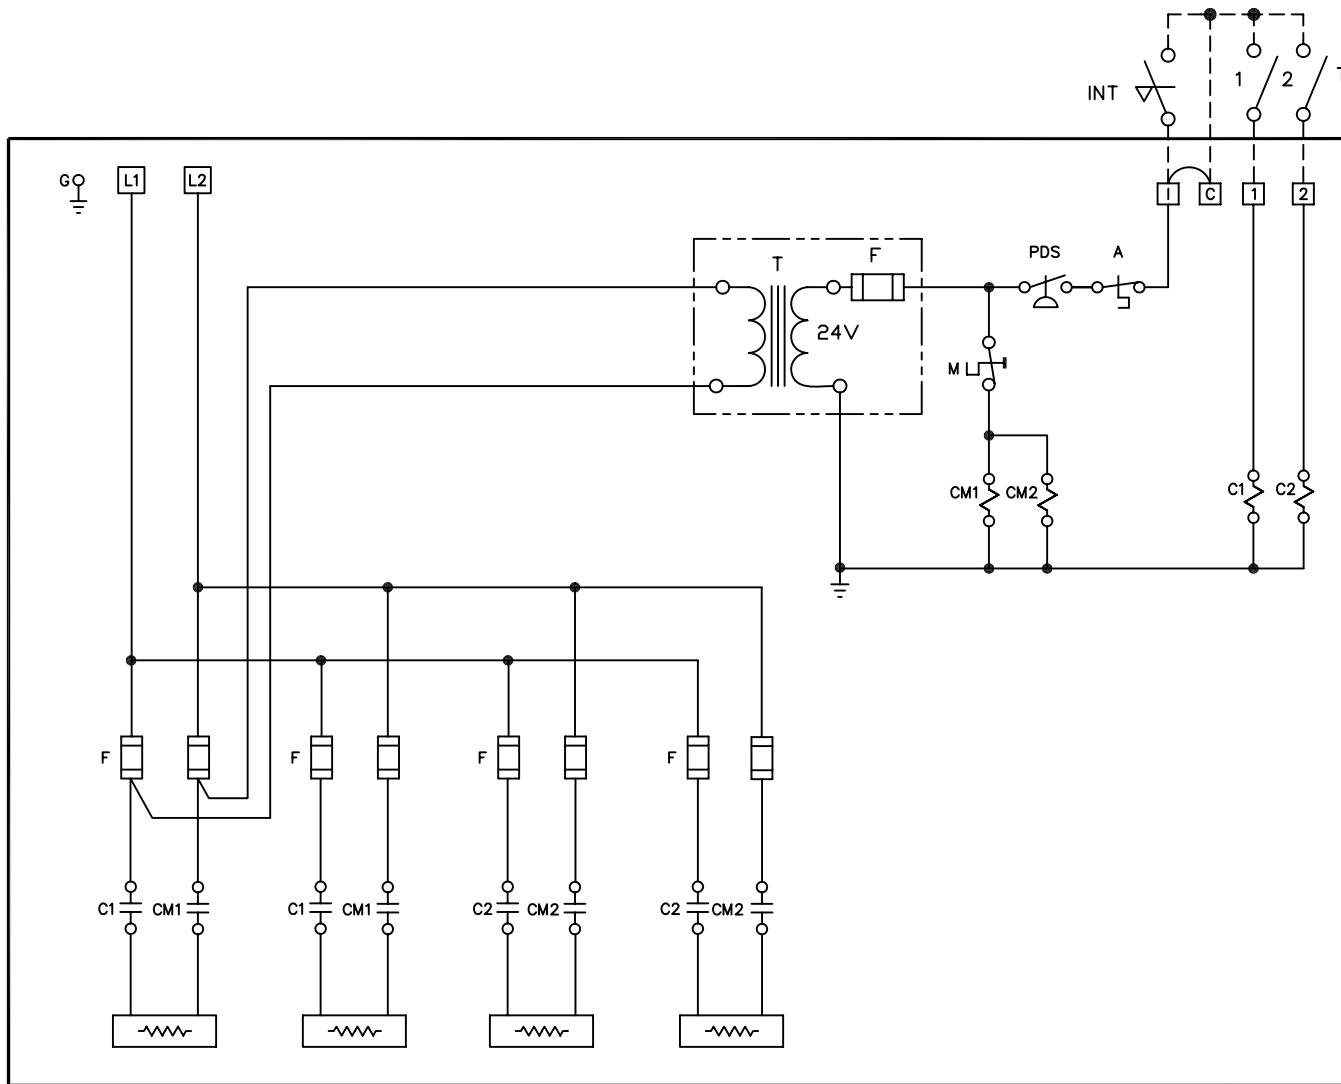 INT 1 2 T
G L1 L2
I C 1 2
T F PDS A
24V
M
CM1 CM2 C1 C2
F F F F
C1 CM1 C1 CM1 C2 CM2 C2 CM2